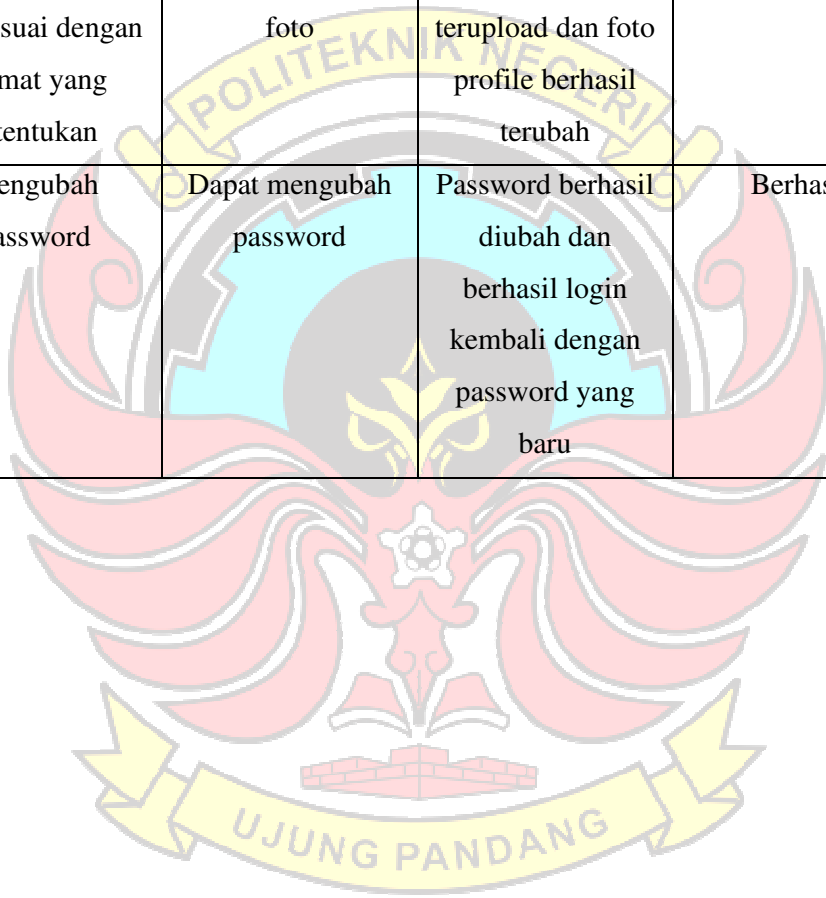 suai dengan
mat yang
tentukan
foto
terupload dan foto
profile berhasil
terubah
engubah
assword
Dapat mengubah
password
Password berhasil
diubah dan
berhasil login
kembali dengan
password yang
baru
Berhas
POLITEKNIK NEGERI
UJUNG PANDANG